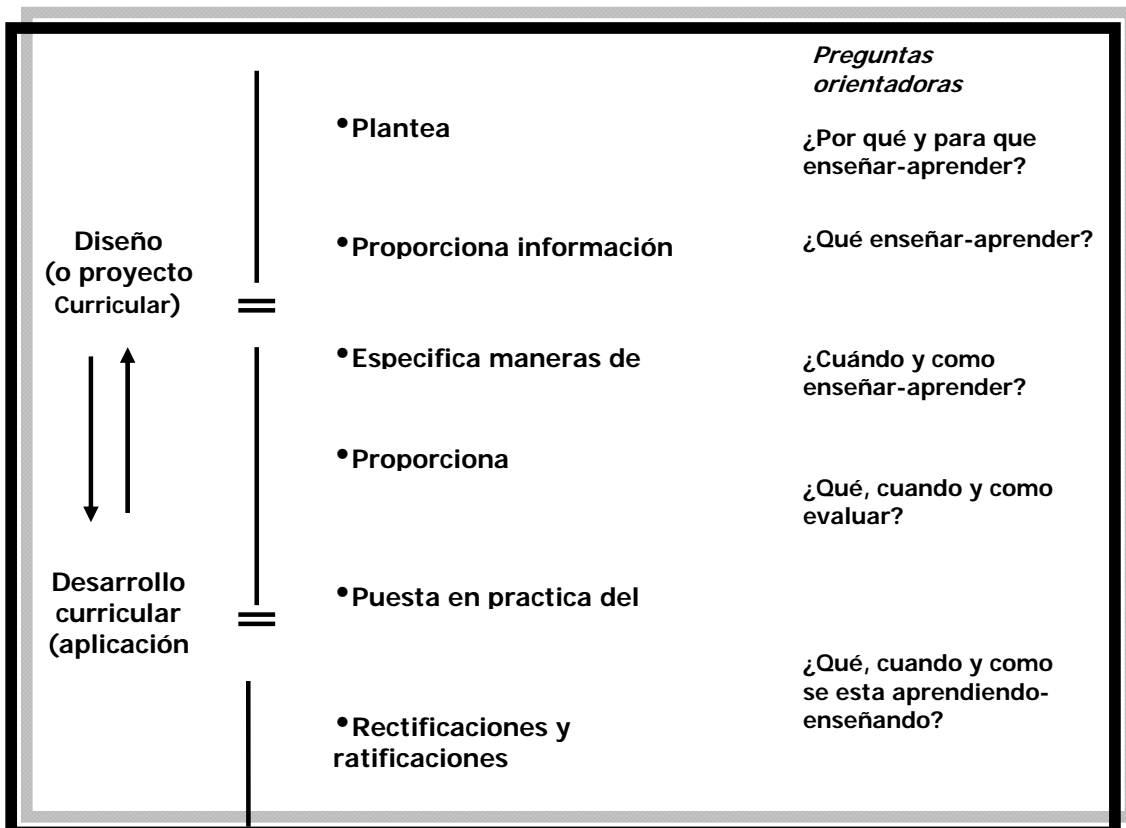 Preguntas
orientadoras
•Plantea
¿Por qué y para que
enseñar-aprender?
Diseño
(o proyecto
Curricular)
•Proporciona información
¿Qué enseñar-aprender?
•Especifica maneras de
¿Cuándo y como
enseñar-aprender?
•Proporciona
¿Qué, cuando y como
evaluar?
Desarrollo
curricular
(aplicación
•Puesta en practica del
¿Qué, cuando y como
se esta aprendiendo-
enseñando?
•Rectificaciones y
ratificaciones